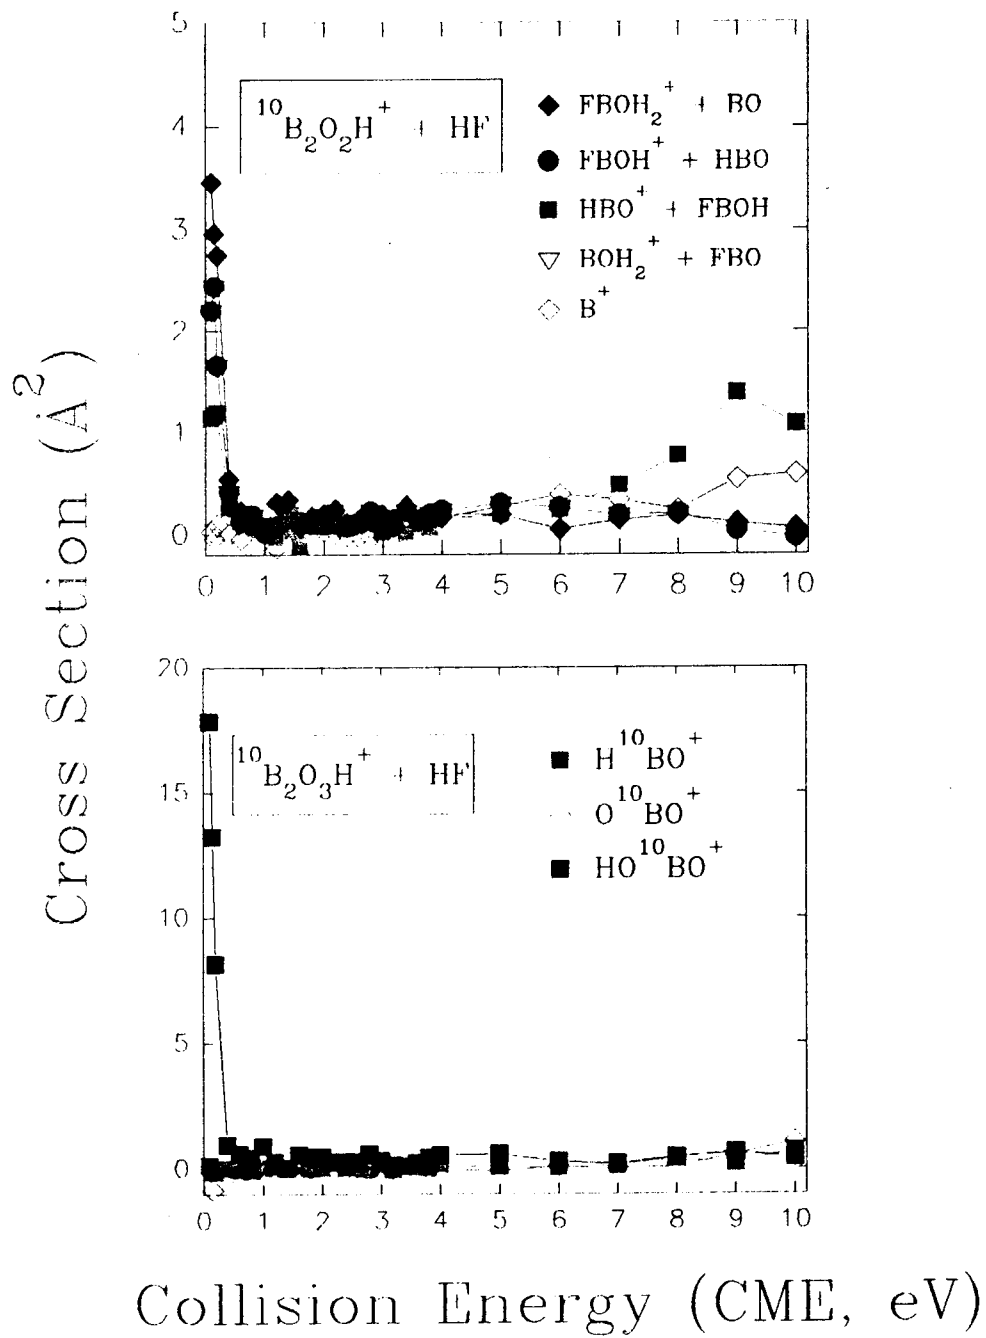 Cross Section (Å²)
5
4
3
2
1
0
¹⁰B₂O₂H⁺ + HF
FBOH₂⁺ + BO
FBOH⁺ + HBO
HBO⁺ + FBOH
BOH₂⁺ + FBO
B⁺
0 1 2 3 4 5 6 7 8 9 10
20
15
10
5
0
¹⁰B₂O₃H⁺ + HF
H¹⁰BO⁺
O¹⁰BO⁺
HO¹⁰BO⁺
0 1 2 3 4 5 6 7 8 9 10
Collision Energy (CME, eV)